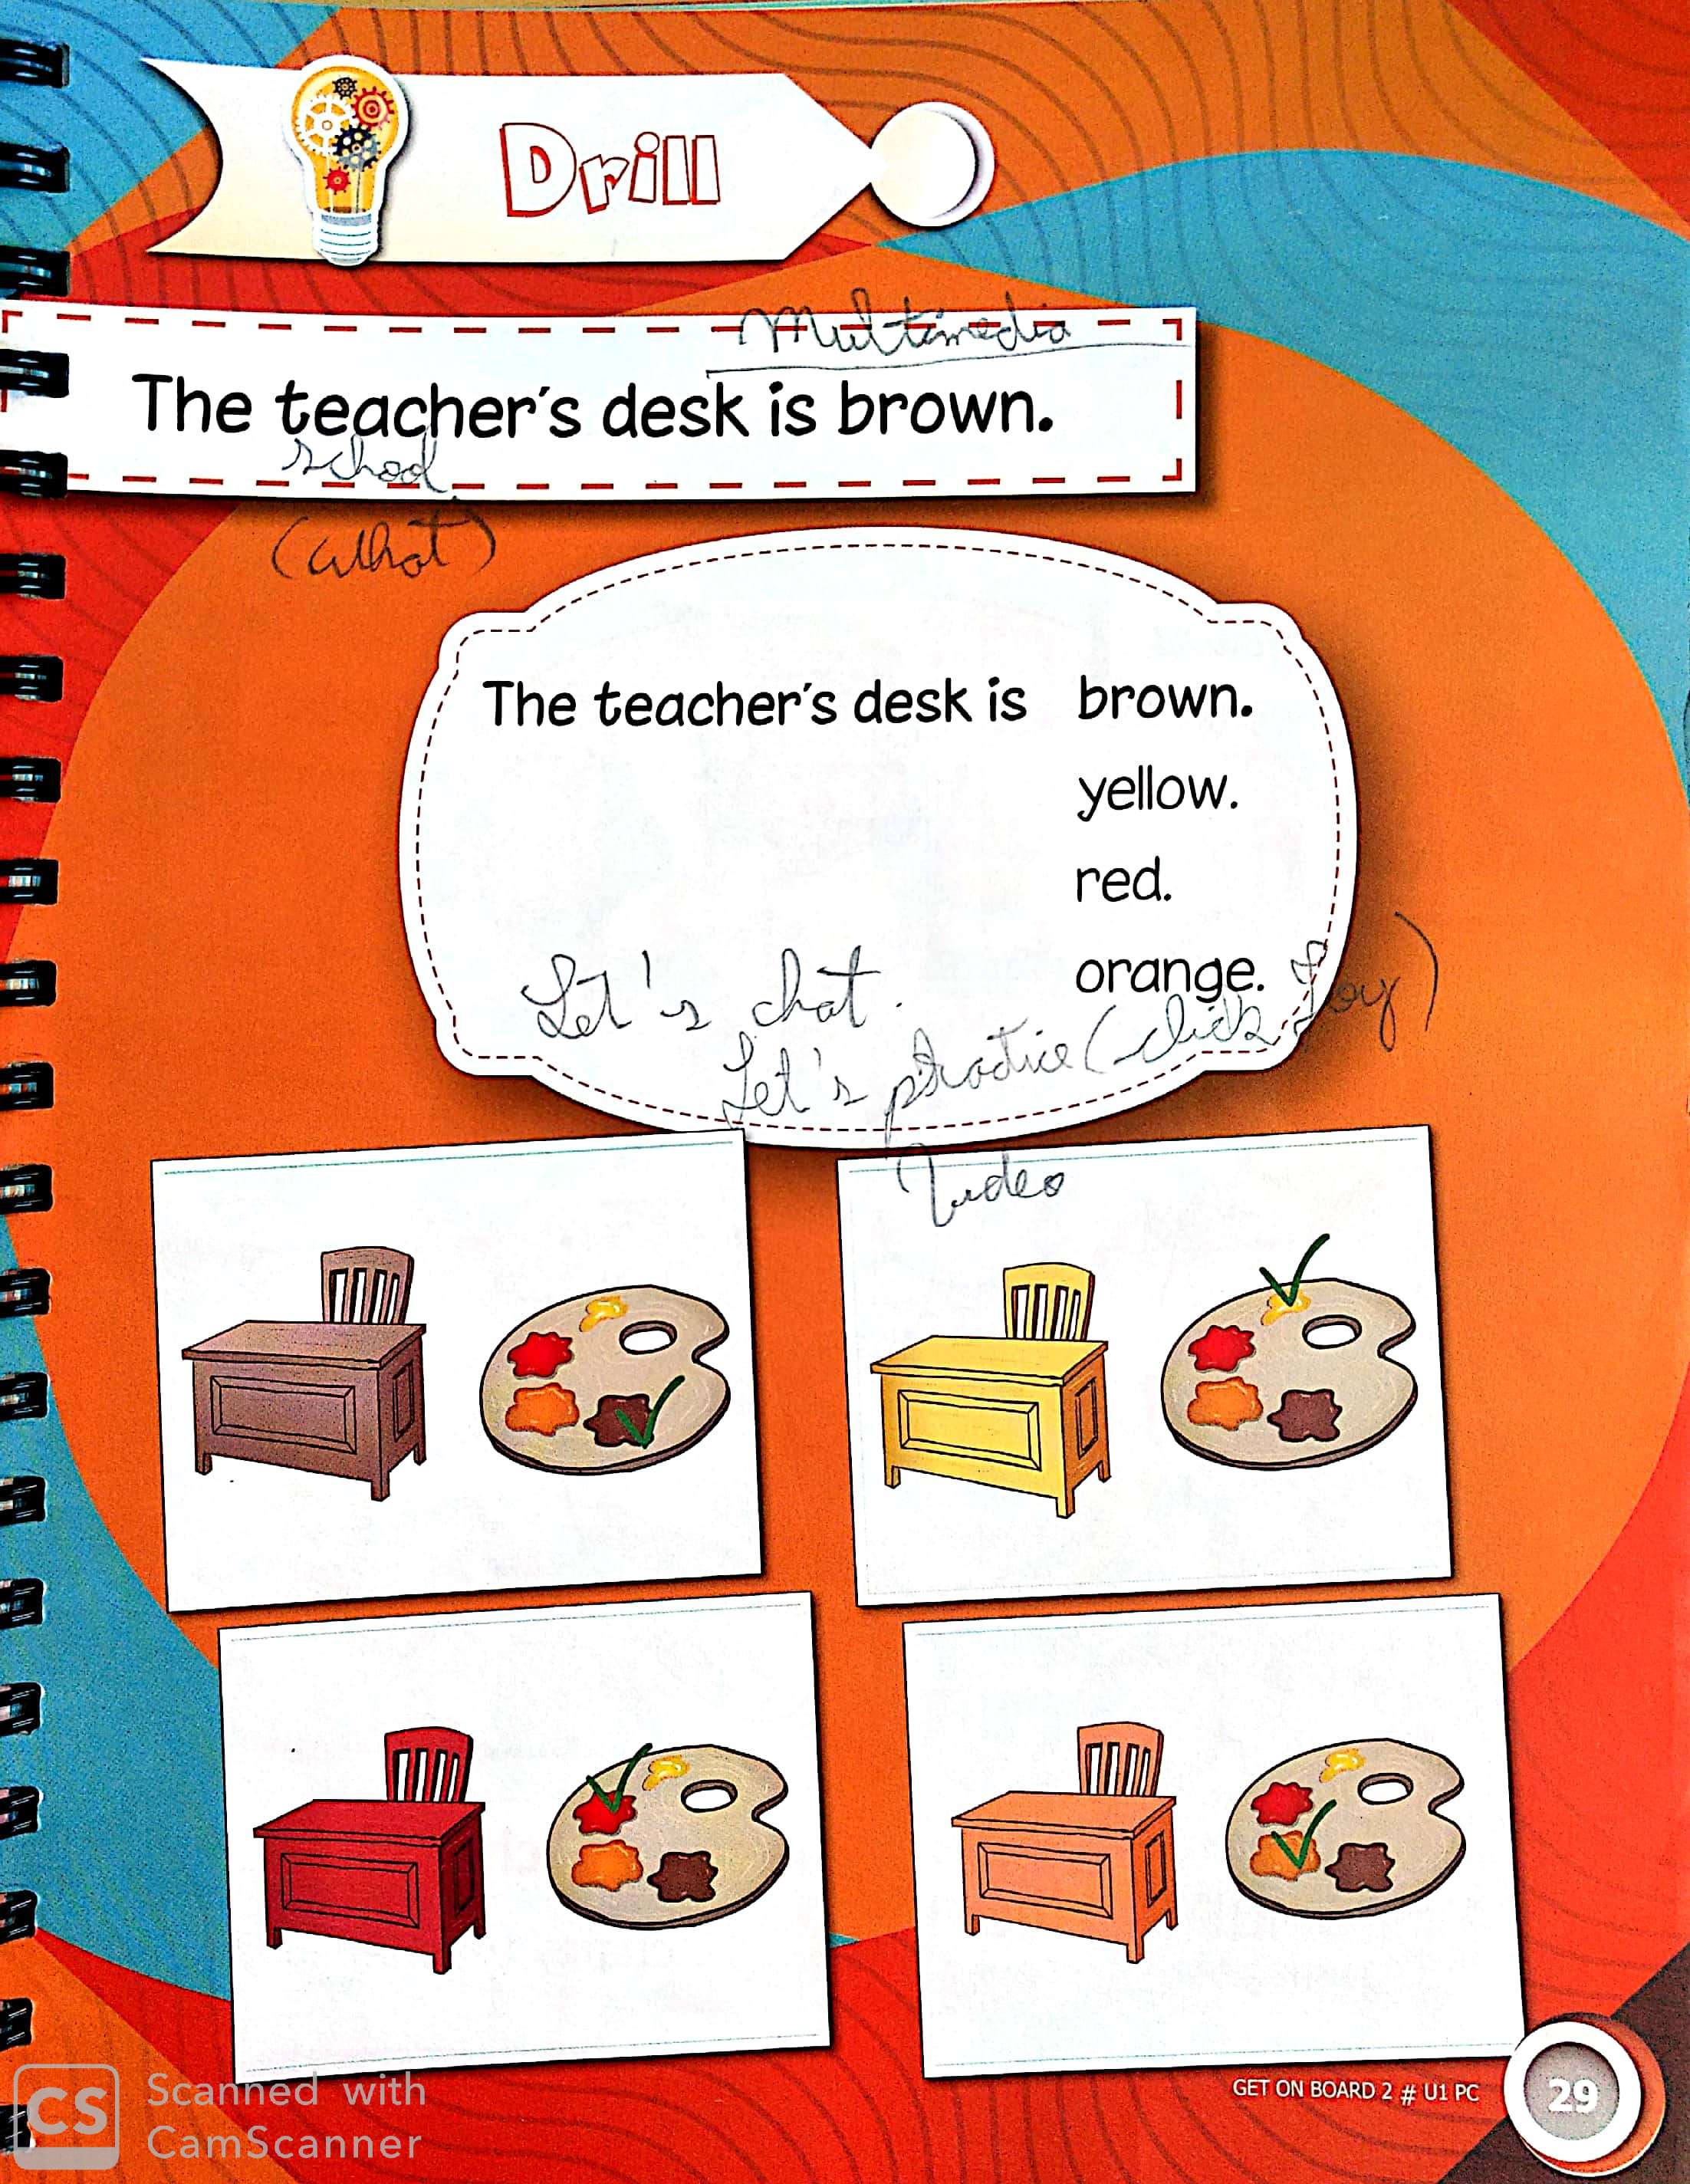 Drill
Multimedia
The teacher's desk is brown.
school
(What)
The teacher's desk is brown.
yellow.
red.
orange.
Let's chat.
Let's practice (click
Video
GET ON BOARD 2 # U1 PC
29
CS
Scanned with
CamScanner